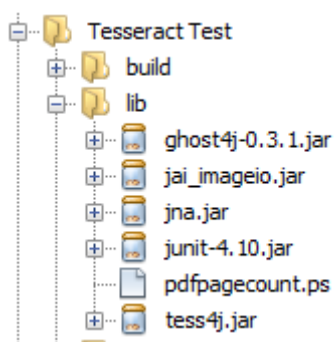 Tesseract Test
build
lib
ghost4j-0.3.1.jar
jai_imageio.jar
jna.jar
junit-4.10.jar
pdfpagecount.ps
tess4j.jar